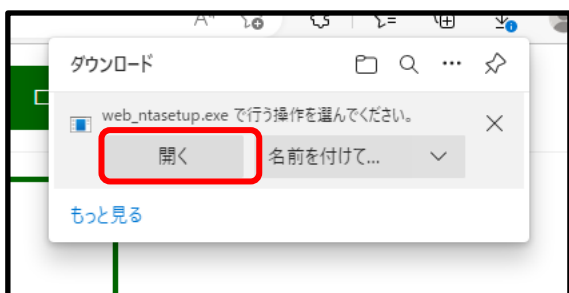 ダウンロード
web_ntasetup.exe で行う操作を選んでください。
開く
名前を付けて...
もっと見る